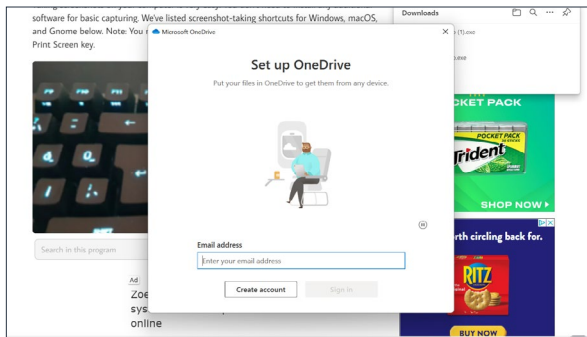 software for basic capturing. We've listed screenshot-taking shortcuts for Windows, macOS,
and Gnome below. Note: You
Print Screen key.
Downloads
(1).exe
.exe
Microsoft OneDrive
Set up OneDrive
Put your files in OneDrive to get them from any device.
Email address
Enter your email address
Create account
Sign in
Search in this program
Ad
Zoe
sys
online
CKET PACK
POCKET PACK
Trident
SHOP NOW
rth circling back for.
RITZ
BUY NOW